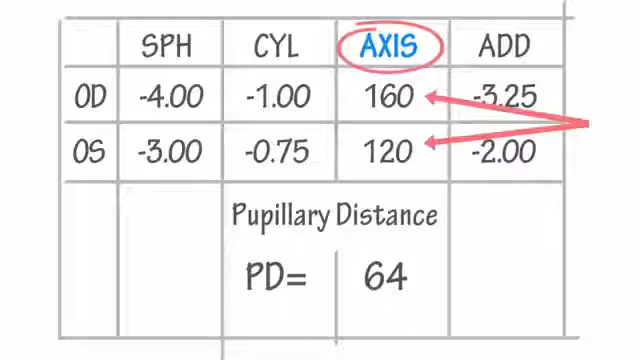 SPH CYL AXIS ADD
OD -4.00 -1.00 160 -3.25
OS -3.00 -0.75 120 -2.00
Pupillary Distance
PD= 64